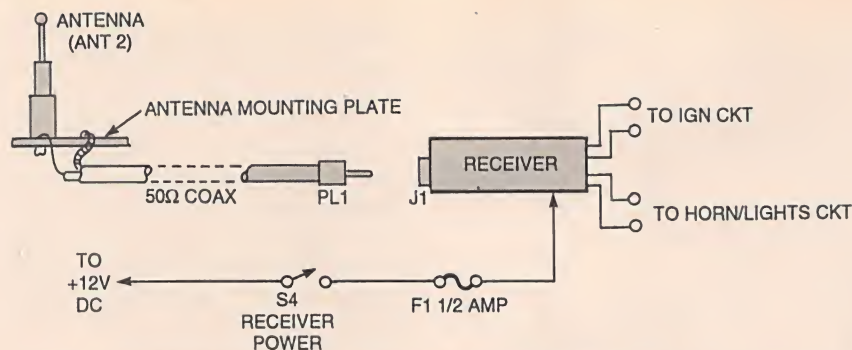 ANTENNA
(ANT 2)
ANTENNA MOUNTING PLATE
50Ω COAX
PL1
J1
RECEIVER
TO IGN CKT
TO HORN/LIGHTS CKT
TO
+12V
DC
S4
RECEIVER
POWER
F1 1/2 AMP